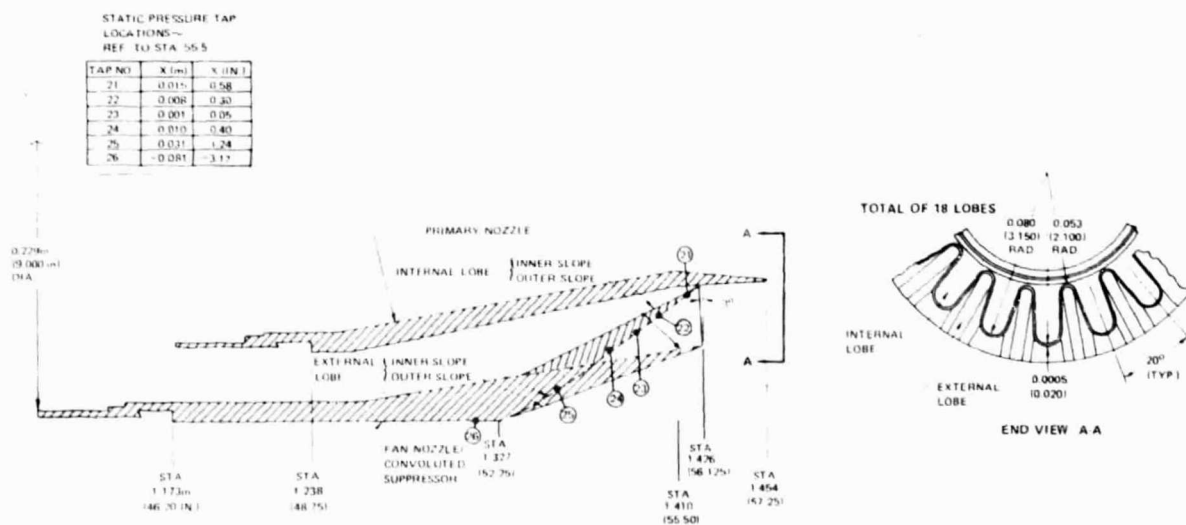 STATIC PRESSURE TAP
LOCATIONS~
REF. TO STA. 55.5
TAP NO. X (m) X (IN.)
21 0.015 0.58
22 0.008 0.30
23 0.001 0.05
24 0.010 0.40
25 0.031 1.24
26 -0.081
0.229m
(9.000 in)
DIA.
PRIMARY NOZZLE
INTERNAL LOBE
INNER SLOPE
OUTER SLOPE
EXTERNAL
LOBE
INNER SLOPE
OUTER SLOPE
21
22
23
24
25
26
A
A
FAN NOZZLE/
CONVOLUTED
SUPPRESSOR
STA
1.173m
(46.20 IN.)
STA
1.238
(48.75)
STA
1.327
(52.25)
STA
1.410
(55.50)
STA
1.426
(56.125)
STA
1.454
(57.25)
TOTAL OF 18 LOBES
0.080
(3.150)
RAD
0.053
(2.100)
RAD.
INTERNAL
LOBE
EXTERNAL
LOBE
0.0005
(0.020)
20°
(TYP.)
END VIEW A-A